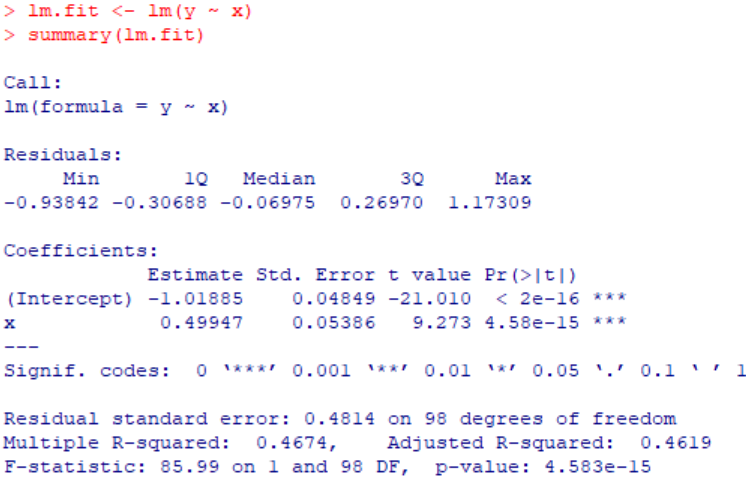 > lm.fit <- lm(y ~ x)
> summary(lm.fit)
Call:
lm(formula = y ~ x)
Residuals:
     Min       1Q   Median       3Q      Max
-0.93842 -0.30688 -0.06975  0.26970  1.17309
Coefficients:
            Estimate Std. Error t value Pr(>|t|)
(Intercept) -1.01885    0.04849 -21.010  < 2e-16 ***
x            0.49947    0.05386   9.273 4.58e-15 ***
---
Signif. codes:  0 ‘***’ 0.001 ‘**’ 0.01 ‘*’ 0.05 ‘.’ 0.1 ‘ ’ 1
Residual standard error: 0.4814 on 98 degrees of freedom
Multiple R-squared:  0.4674,    Adjusted R-squared:  0.4619
F-statistic: 85.99 on 1 and 98 DF,  p-value: 4.583e-15